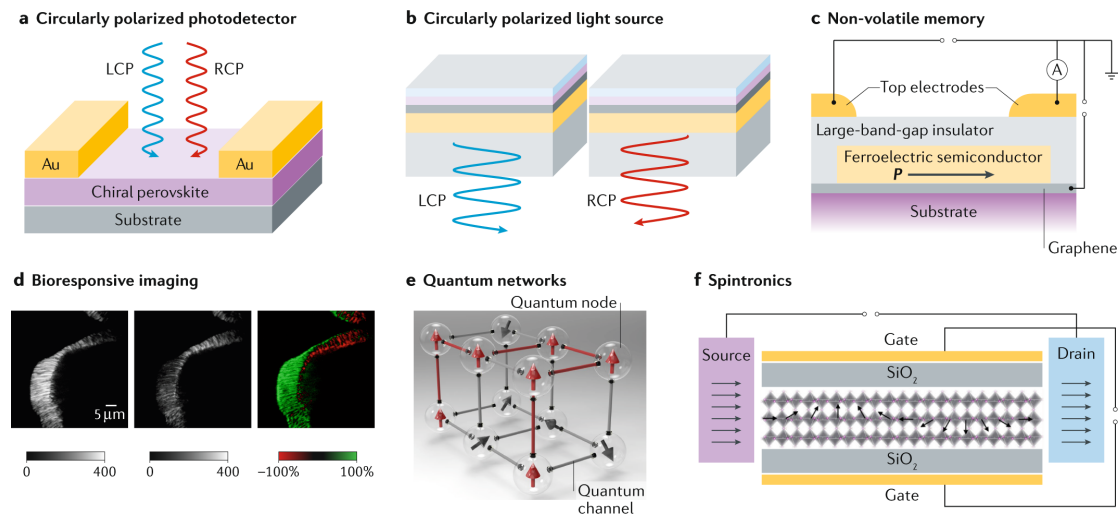 a Circularly polarized photodetector
LCP
RCP
Au
Au
Chiral perovskite
Substrate
b Circularly polarized light source
LCP
RCP
c Non-volatile memory
A
Top electrodes
Large-band-gap insulator
Ferroelectric semiconductor
P
Substrate
Graphene
d Bioresponsive imaging
5 μm
0 400
0 400
–100% 100%
e Quantum networks
Quantum node
Quantum
channel
f Spintronics
Source
Gate
Drain
SiO₂
SiO₂
Gate